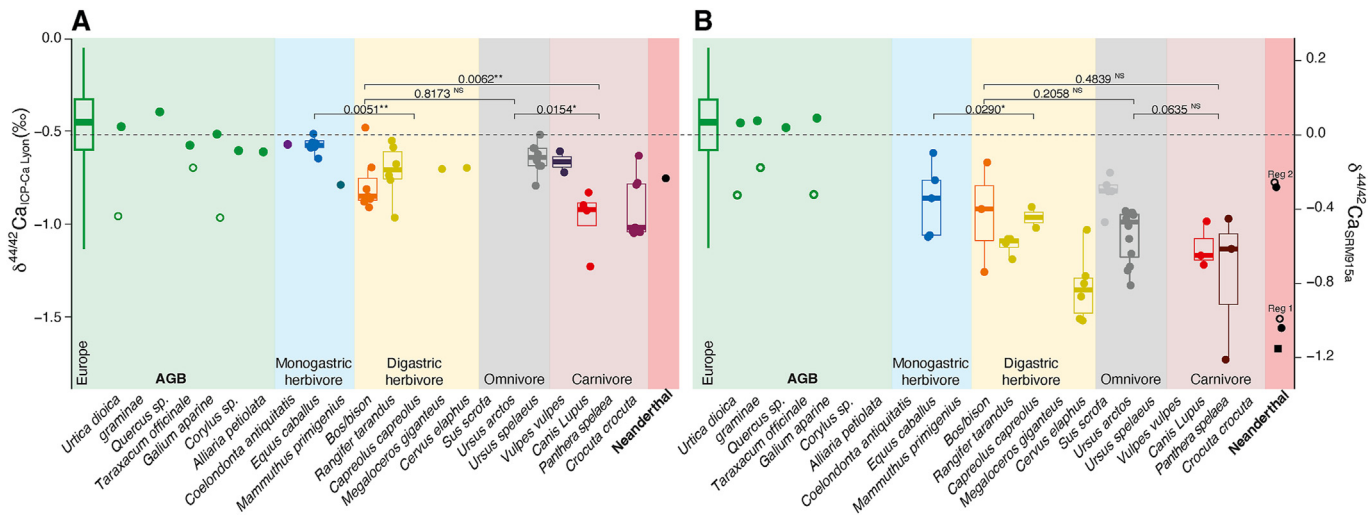 A
B
0.0
−0.5
−1.0
−1.5
δ44/42CaICP-Ca Lyon(‰)
0.0062**
0.8173 NS
0.0051**
0.0154*
Europe
AGB
Monogastric
herbivore
Digastric
herbivore
Omnivore
Carnivore
Urtica dioica
graminae
Quercus sp.
Taraxacum officinale
Galium aparine
Corylus sp.
Alliaria petiolata
Coelondonta antiquitatis
Equus caballus
Mammuthus primigenius
Bos/bison
Rangifer tarandus
Capreolus capreolus
Megaloceros giganteus
Cervus elaphus
Sus scrofa
Ursus arctos
Ursus spelaeus
Vulpes vulpes
Canis Lupus
Panthera spelaea
Crocuta crocuta
Neanderthal
0.4839 NS
0.2058 NS
0.0290*
0.0635 NS
Reg 2
Reg 1
0.2
0.0
−0.4
−0.8
−1.2
δ44/42CaSRM915a
Europe
AGB
Monogastric
herbivore
Digastric
herbivore
Omnivore
Carnivore
Urtica dioica
graminae
Quercus sp.
Taraxacum officinale
Galium aparine
Corylus sp.
Alliaria petiolata
Coelondonta antiquitatis
Equus caballus
Mammuthus primigenius
Bos/bison
Rangifer tarandus
Capreolus capreolus
Megaloceros giganteus
Cervus elaphus
Sus scrofa
Ursus arctos
Ursus spelaeus
Vulpes vulpes
Canis Lupus
Panthera spelaea
Crocuta crocuta
Neanderthal